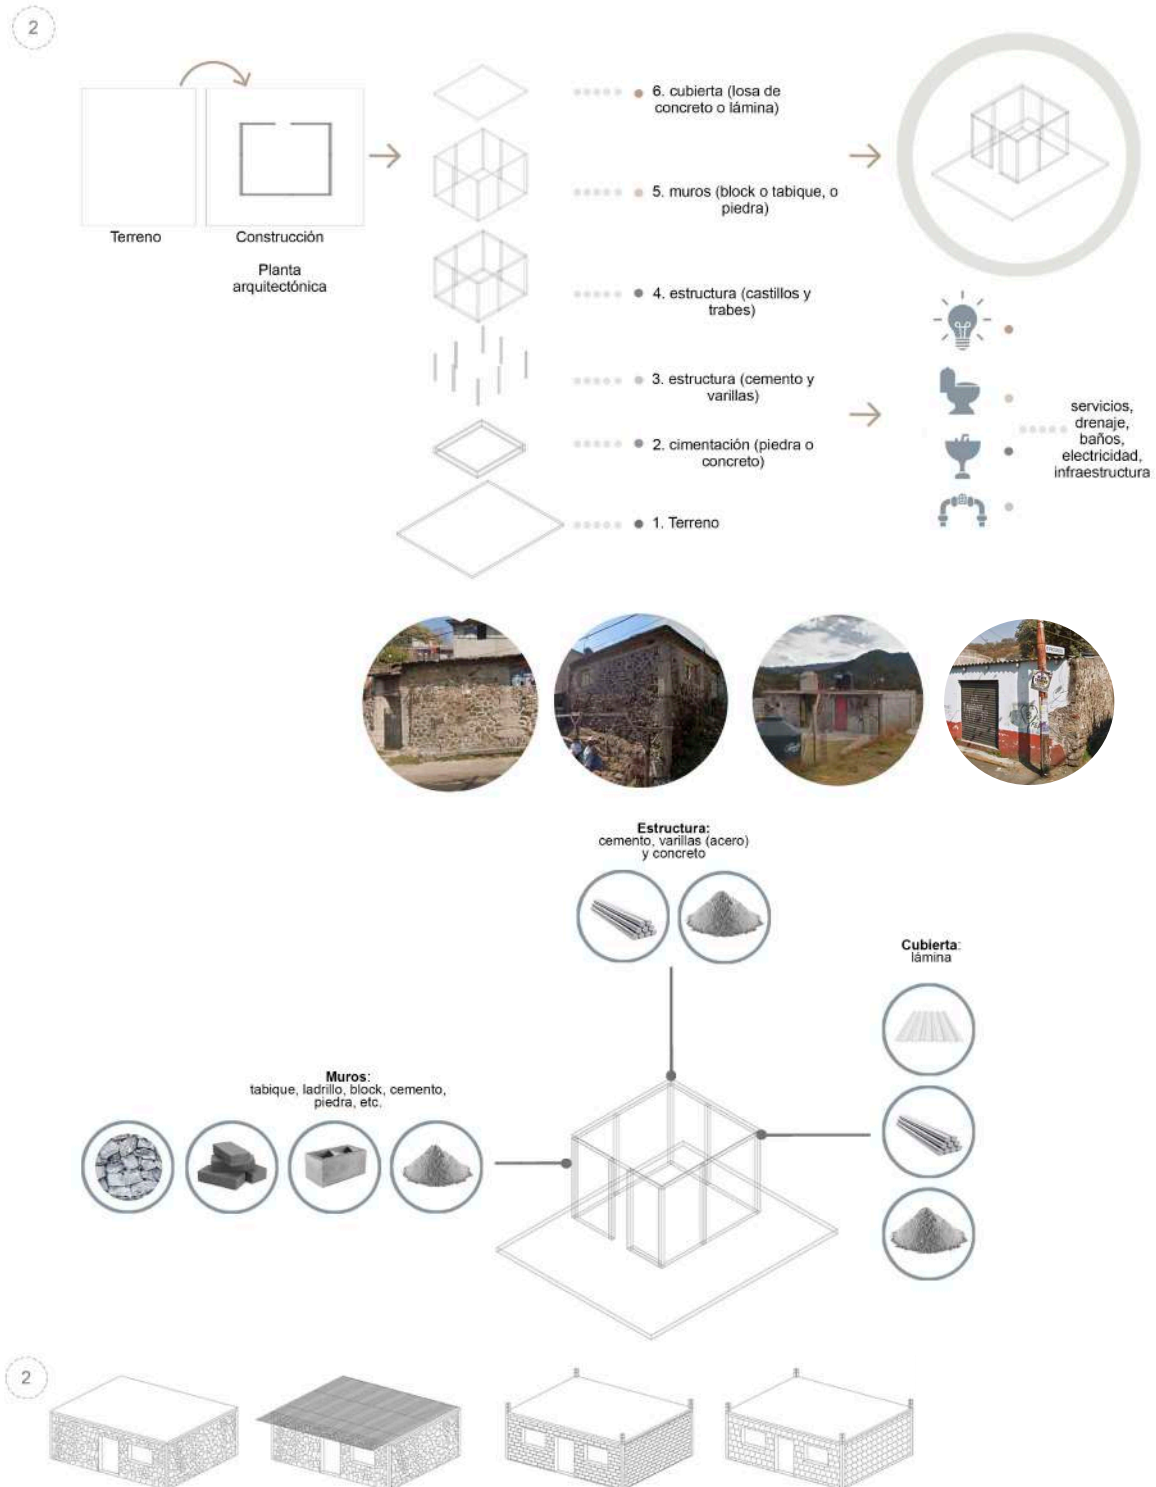 2
Terreno
Construcción
Planta
arquitectónica
6. cubierta (losa de
concreto o lámina)
5. muros (block o tabique, o
piedra)
4. estructura (castillos y
trabes)
3. estructura (cemento y
varillas)
2. cimentación (piedra o
concreto)
1. Terreno
servicios,
drenaje,
baños,
electricidad,
infraestructura
Estructura:
cemento, varillas (acero)
y concreto
Cubierta:
lámina
Muros:
tabique, ladrillo, block, cemento,
piedra, etc.
2